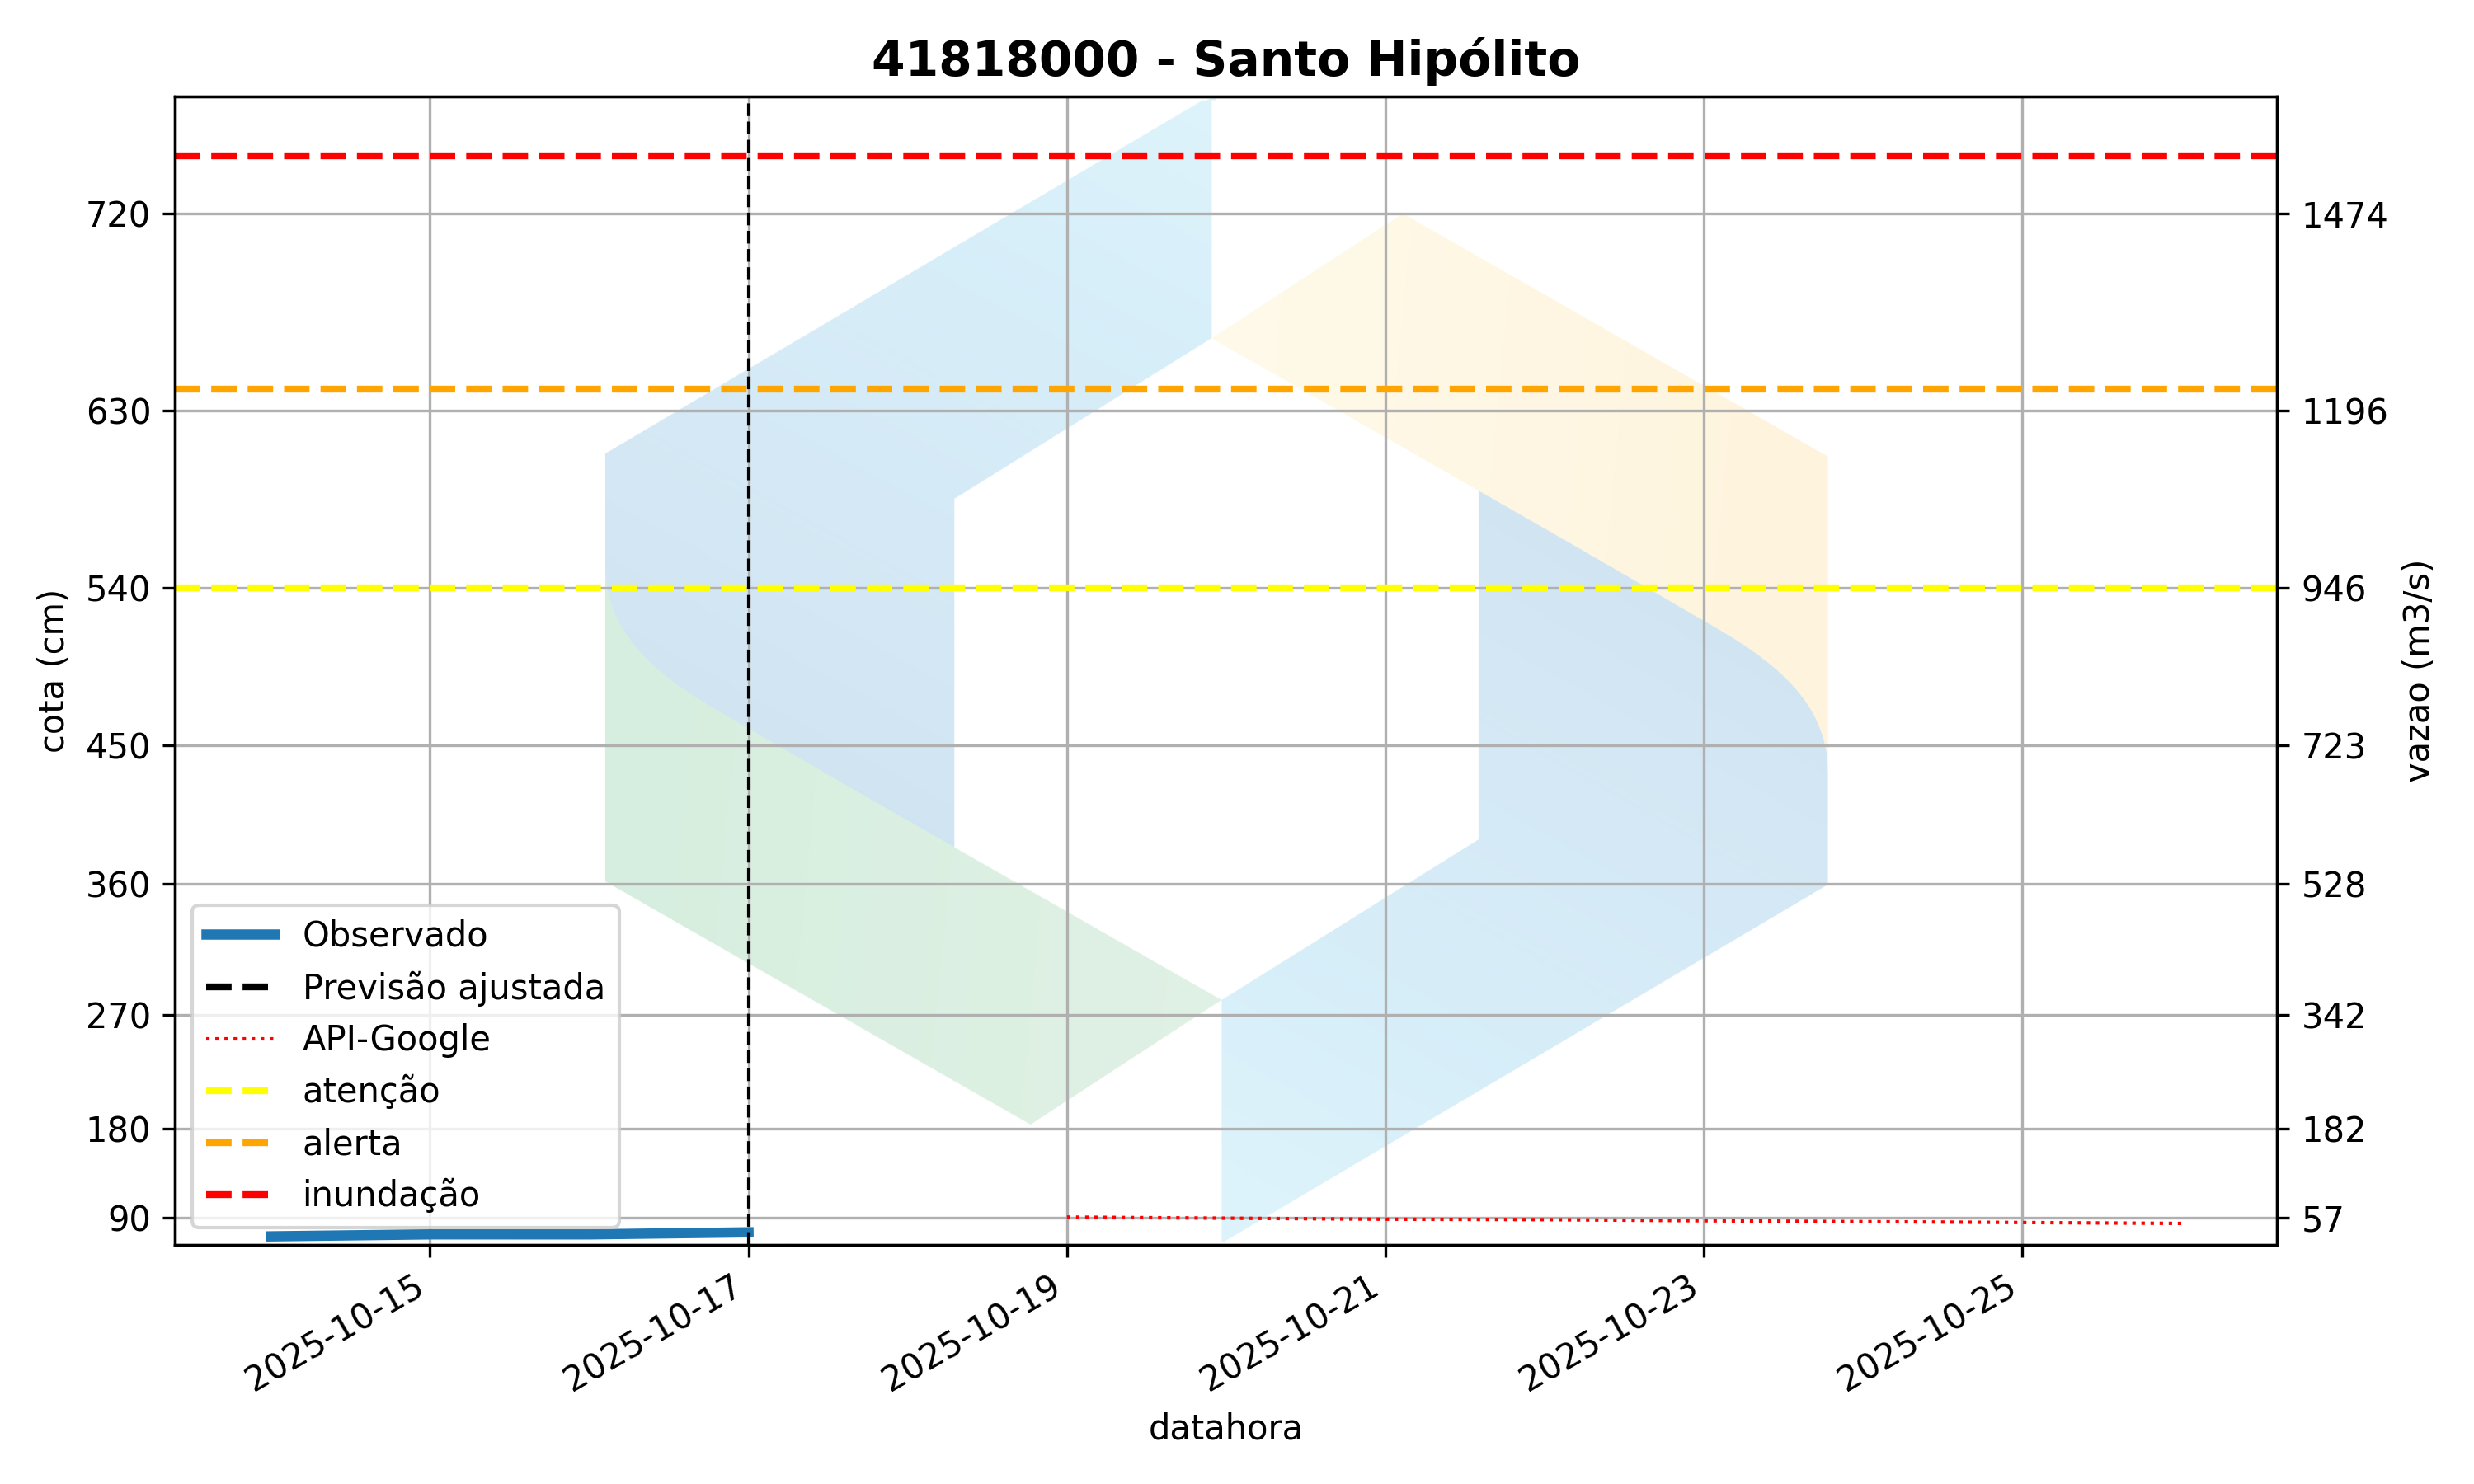 41818000 - Santo Hipólito
cota (cm)
720
630
540
450
360
270
180
90
1474
1196
946
723
528
342
182
57
vazao (m3/s)
Observado
Previsão ajustada
API-Google
atenção
alerta
inundação
2025-10-15
2025-10-17
2025-10-19
2025-10-21
2025-10-23
2025-10-25
datahora